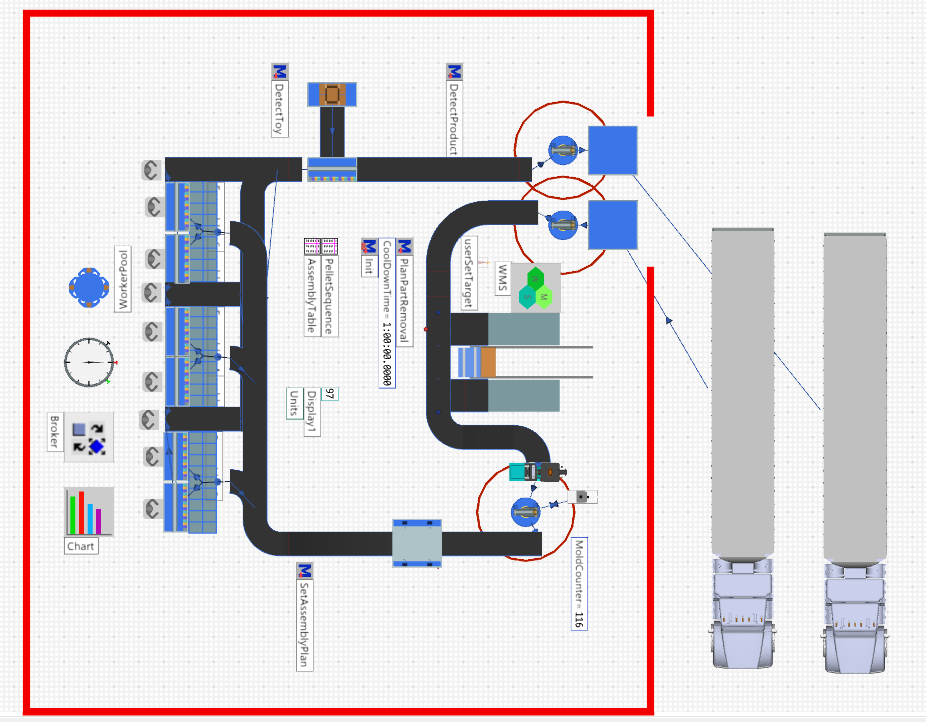 DetectToy
DetectProduct
WorkerPool
PelletSequence
AssemblyTable
PlanPartRemoval
Init
CoolDownTime=1:00:00.0000
userSetTarget
WMS
M
A
97
Display1
Units
Broker
Chart
MoldCounter=116
SetAssemblyPlan